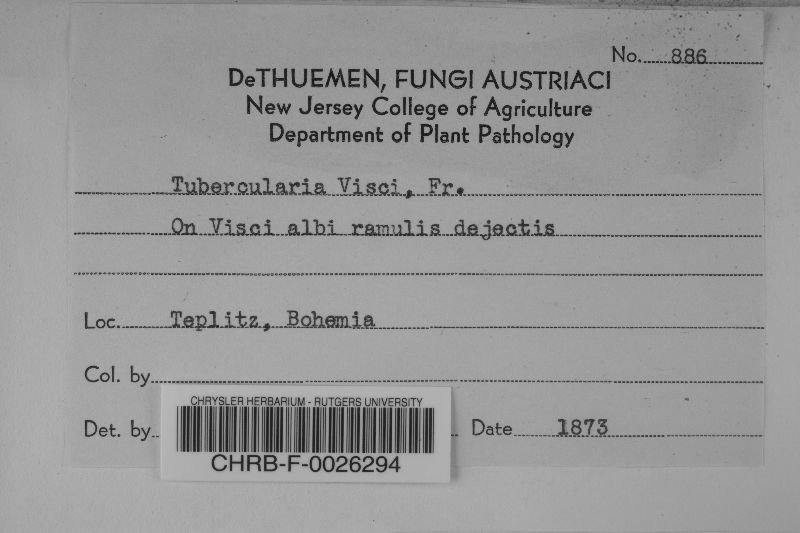 No. 886
DeTHUEMEN, FUNGI AUSTRIACI
New Jersey College of Agriculture
Department of Plant Pathology
Tubercularia Visci, Fr.
On Visci albi ramulis dejectis
Loc. Teplitz, Bohemia
Col. by
Det. by
Date 1873
CHRYSLER HERBARIUM - RUTGERS UNIVERSITY
CHRB-F-0026294